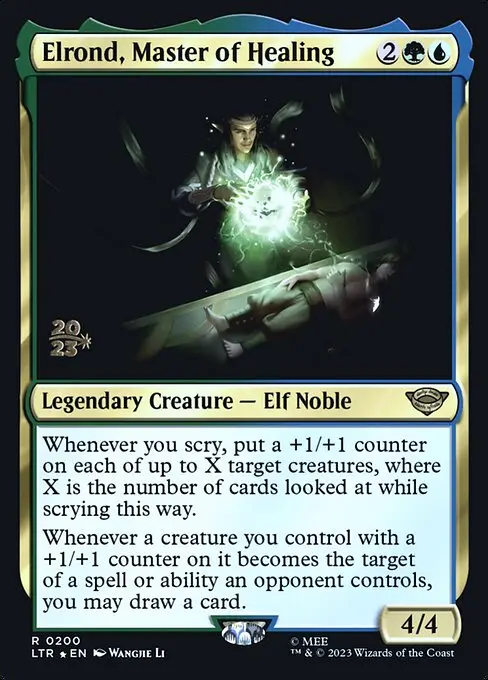 Elrond, Master of Healing 2
20
23
Legendary Creature — Elf Noble
Whenever you scry, put a +1/+1 counter
on each of up to X target creatures, where
X is the number of cards looked at while
scrying this way.
Whenever a creature you control with a
+1/+1 counter on it becomes the target
of a spell or ability an opponent controls,
you may draw a card.
4/4
R 0200
LTR ★ EN Wangjie Li
© MEE
™ & © 2023 Wizards of the Coast